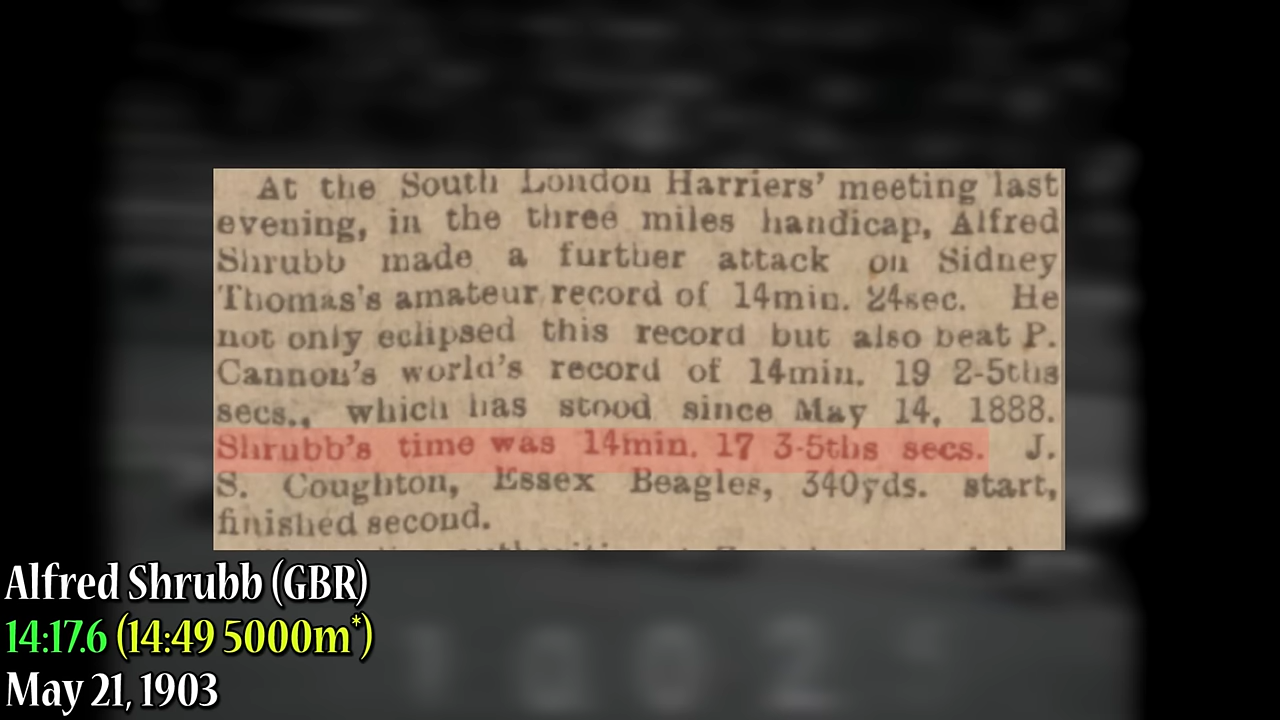 At the South London Harriers' meeting last
evening, in the three miles handicap, Alfred
Shrubb made a further attack on Sidney
Thomas's amateur record of 14min. 24sec. He
not only eclipsed this record but also beat P.
Cannon's world's record of 14min. 19 2-5ths
secs., which has stood since May 14, 1888.
Shrubb's time was 14min. 17 3-5ths secs. J.
S. Coughton, Essex Beagles, 340yds. start,
finished second.
Alfred Shrubb (GBR)
14:17.6 (14:49 5000m*)
May 21, 1903